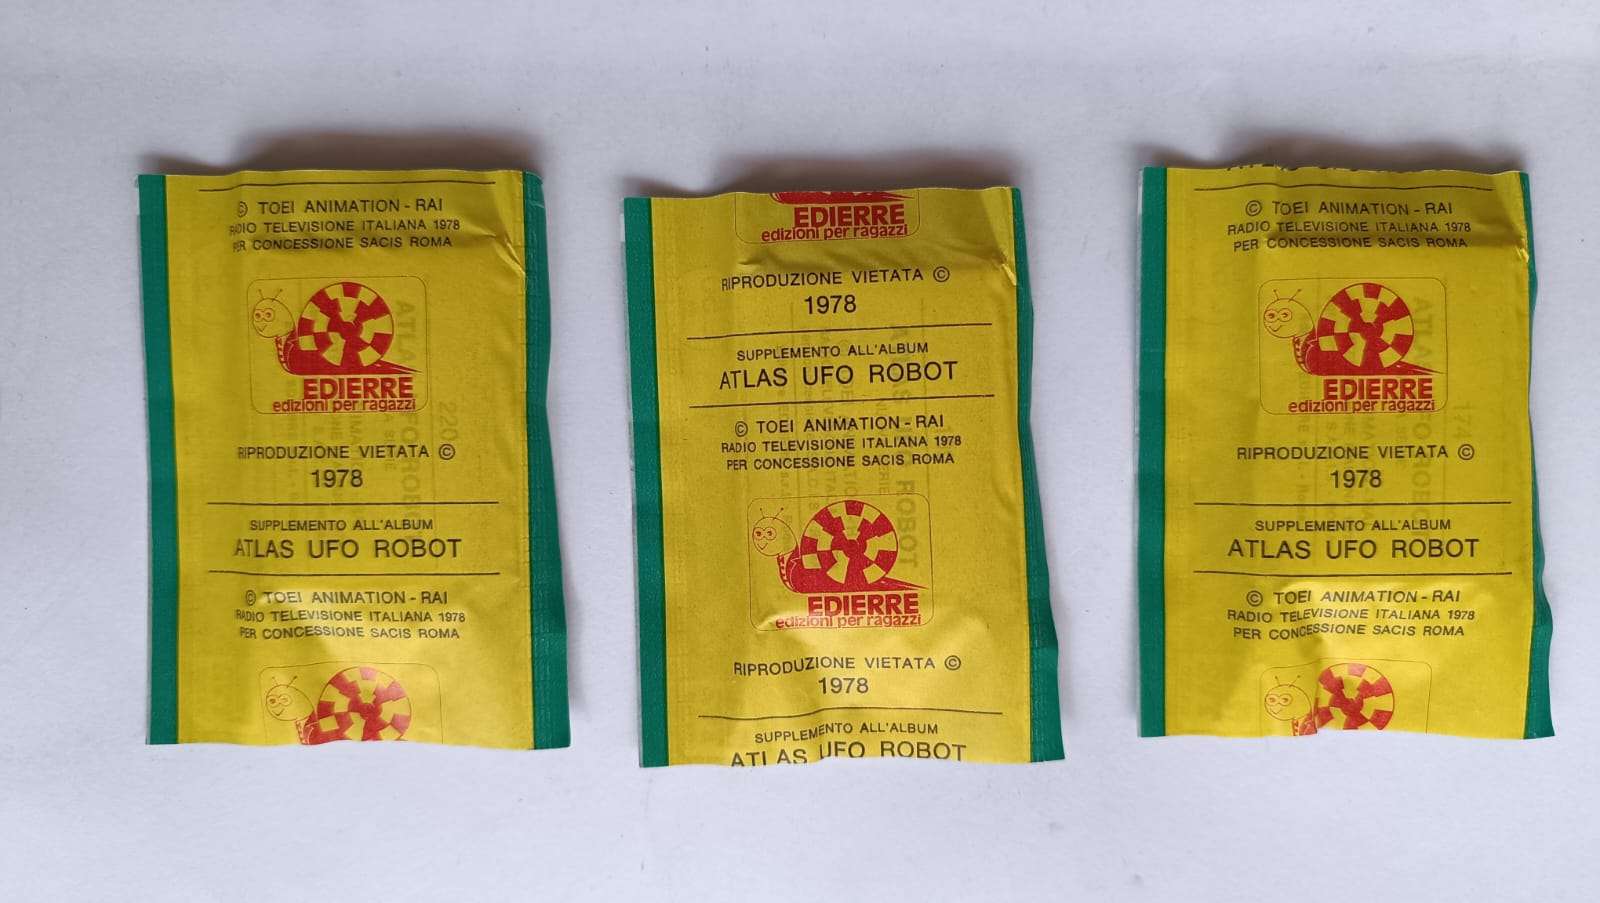 © TOEI ANIMATION - RAI
RADIO TELEVISIONE ITALIANA 1978
PER CONCESSIONE SACIS ROMA
EDIERRE
edizioni per ragazzi
RIPRODUZIONE VIETATA ©
1978
SUPPLEMENTO ALL'ALBUM
ATLAS UFO ROBOT
© TOEI ANIMATION - RAI
RADIO TELEVISIONE ITALIANA 1978
PER CONCESSIONE SACIS ROMA
EDIERRE
edizioni per ragazzi
RIPRODUZIONE VIETATA ©
1978
SUPPLEMENTO ALL'ALBUM
ATLAS UFO ROBOT
© TOEI ANIMATION - RAI
RADIO TELEVISIONE ITALIANA 1978
PER CONCESSIONE SACIS ROMA
EDIERRE
edizioni per ragazzi
RIPRODUZIONE VIETATA ©
1978
SUPPLEMENTO ALL'ALBUM
ATLAS UFO ROBOT
© TOEI ANIMATION - RAI
RADIO TELEVISIONE ITALIANA 1978
PER CONCESSIONE SACIS ROMA
EDIERRE
edizioni per ragazzi
RIPRODUZIONE VIETATA ©
1978
SUPPLEMENTO ALL'ALBUM
ATLAS UFO ROBOT
© TOEI ANIMATION - RAI
RADIO TELEVISIONE ITALIANA 1978
PER CONCESSIONE SACIS ROMA